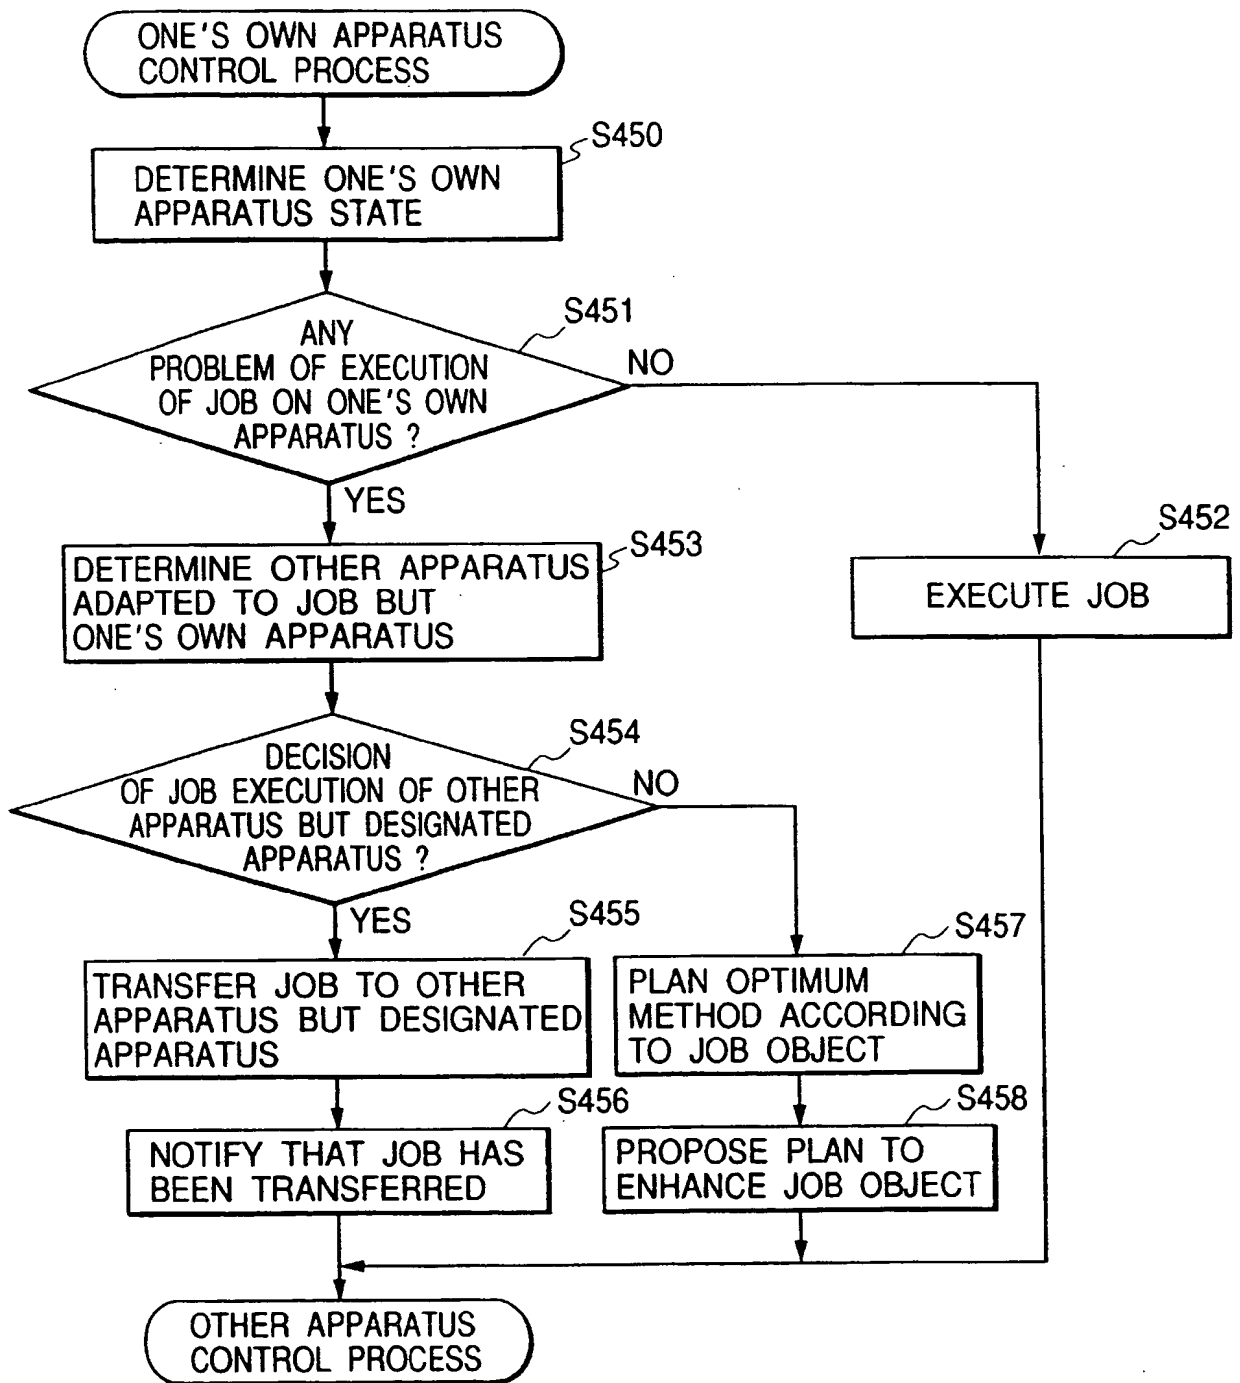 ONE'S OWN APPARATUS
CONTROL PROCESS
S450
DETERMINE ONE'S OWN
APPARATUS STATE
S451
ANY
PROBLEM OF EXECUTION
OF JOB ON ONE'S OWN
APPARATUS ?
NO
YES
S453
DETERMINE OTHER APPARATUS
ADAPTED TO JOB BUT
ONE'S OWN APPARATUS
S452
EXECUTE JOB
S454
DECISION
OF JOB EXECUTION OF OTHER
APPARATUS BUT DESIGNATED
APPARATUS ?
NO
YES
S455
TRANSFER JOB TO OTHER
APPARATUS BUT DESIGNATED
APPARATUS
S457
PLAN OPTIMUM
METHOD ACCORDING
TO JOB OBJECT
S456
NOTIFY THAT JOB HAS
BEEN TRANSFERRED
S458
PROPOSE PLAN TO
ENHANCE JOB OBJECT
OTHER APPARATUS
CONTROL PROCESS